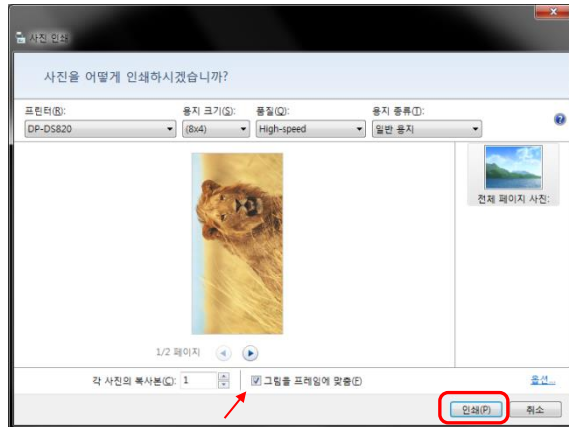 사진 인쇄
사진을 어떻게 인쇄하시겠습니까?
프린터(R): 용지 크기(S): 품질(Q): 용지 종류(T):
DP-DS820 (8x4) High-speed 일반 용지
전체 페이지 사진:
1/2 페이지
각 사진의 복사본(C): 1 그림을 프레임에 맞춤(F) 옵션...
인쇄(P) 취소